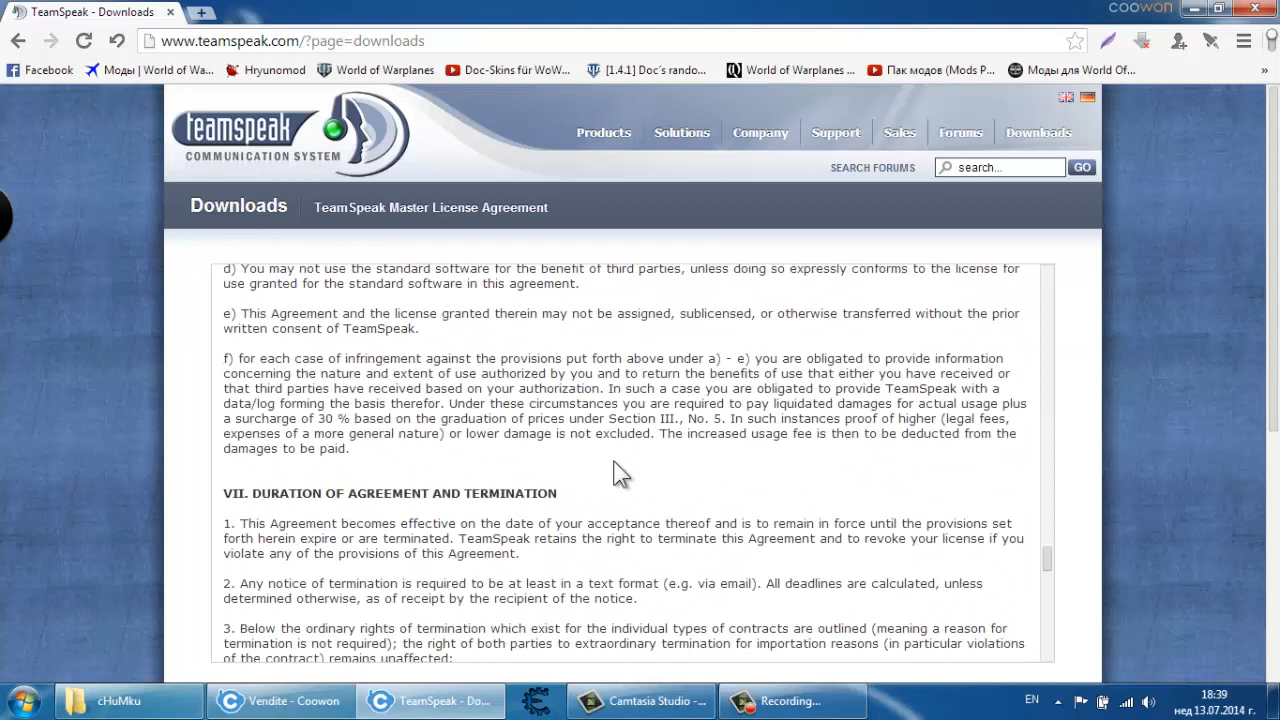 TeamSpeak - Downloads
coowon
www.teamspeak.com/?page=downloads
Facebook
Моды | World of Wa...
Hryunomod
World of Warplanes
Doc-Skins für WoW...
[1.4.1] Doc´s rando...
World of Warplanes ...
Пак модов (Mods P...
Моды для World Of...
»
teamspeak
COMMUNICATION SYSTEM
Products
Solutions
Company
Support
Sales
Forums
Downloads
SEARCH FORUMS
search...
GO
Downloads
TeamSpeak Master License Agreement
d) You may not use the standard software for the benefit of third parties, unless doing so expressly conforms to the license for
use granted for the standard software in this agreement.
e) This Agreement and the license granted therein may not be assigned, sublicensed, or otherwise transferred without the prior
written consent of TeamSpeak.
f) for each case of infringement against the provisions put forth above under a) - e) you are obligated to provide information
concerning the nature and extent of use authorized by you and to return the benefits of use that either you have received or
that third parties have received based on your authorization. In such a case you are obligated to provide TeamSpeak with a
data/log forming the basis therefor. Under these circumstances you are required to pay liquidated damages for actual usage plus
a surcharge of 30 % based on the graduation of prices under Section III., No. 5. In such instances proof of higher (legal fees,
expenses of a more general nature) or lower damage is not excluded. The increased usage fee is then to be deducted from the
damages to be paid.
VII. DURATION OF AGREEMENT AND TERMINATION
1. This Agreement becomes effective on the date of your acceptance thereof and is to remain in force until the provisions set
forth herein expire or are terminated. TeamSpeak retains the right to terminate this Agreement and to revoke your license if you
violate any of the provisions of this Agreement.
2. Any notice of termination is required to be at least in a text format (e.g. via email). All deadlines are calculated, unless
determined otherwise, as of receipt by the recipient of the notice.
3. Below the ordinary rights of termination which exist for the individual types of contracts are outlined (meaning a reason for
termination is not required); the right of both parties to extraordinary termination for importation reasons (in particular violations
of the contract) remains unaffected:
cHuMku
Vendite - Coowon
TeamSpeak - Do...
Camtasia Studio -...
Recording...
EN
18:39
нед 13.07.2014 г.